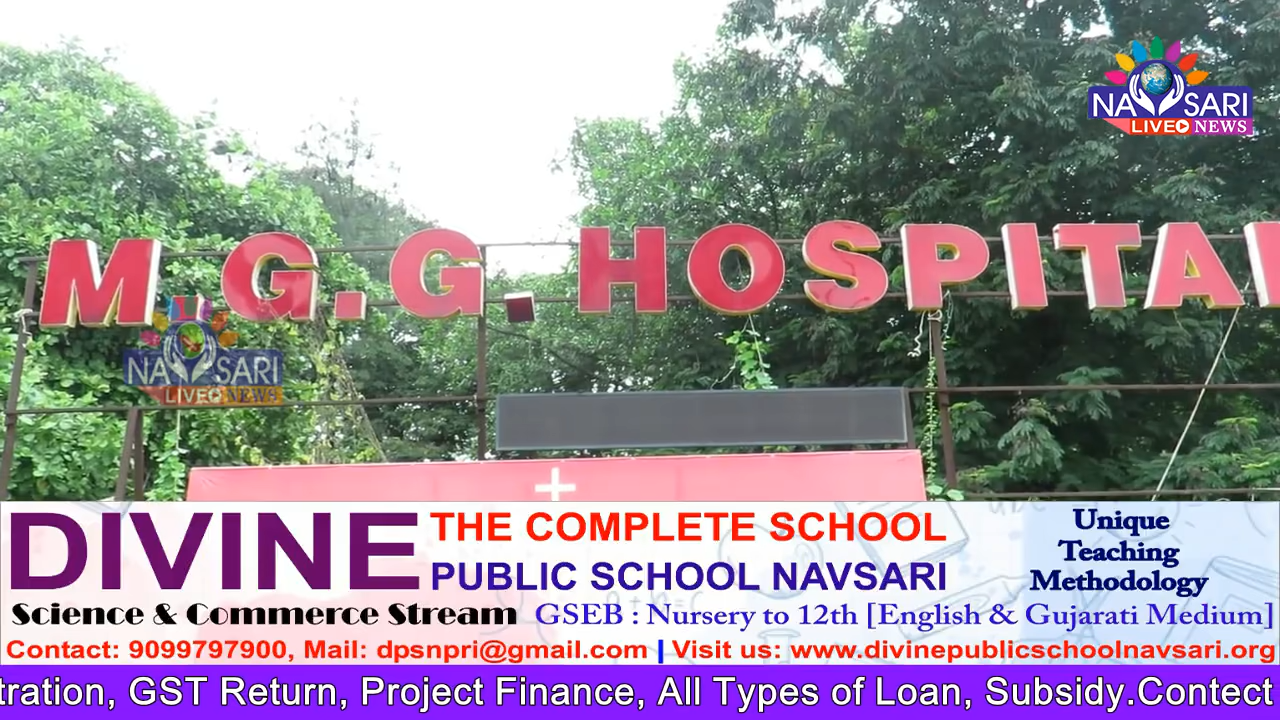 NAVSARI
LIVE NEWS
M.G.G. HOSPITAL
NAVSARI
LIVE NEWS
DIVINE
THE COMPLETE SCHOOL
PUBLIC SCHOOL NAVSARI
Unique
Teaching
Methodology
Science & Commerce Stream
GSEB : Nursery to 12th [English & Gujarati Medium]
Contact: 9099797900, Mail: dpsnpri@gmail.com | Visit us: www.divinepublicschoolnavsari.org
tration, GST Return, Project Finance, All Types of Loan, Subsidy.Contect